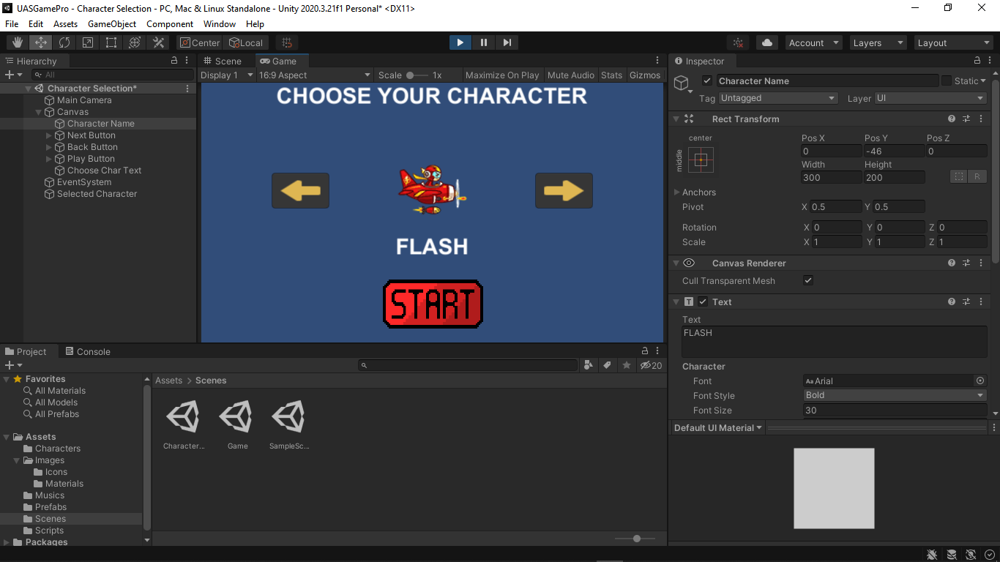 UASGamePro - Character Selection - PC, Mac & Linux Standalone - Unity 2020.3.21f1 Personal* <DX11>
File Edit Assets GameObject Component Window Help
Center Local
Account Layers Layout
Hierarchy
All
Character Selection*
Main Camera
Canvas
Character Name
Next Button
Back Button
Play Button
Choose Char Text
EventSystem
Selected Character
Scene Game
Display 1 16:9 Aspect Scale 1x Maximize On Play Mute Audio Stats Gizmos
CHOOSE YOUR CHARACTER
FLASH
START
Inspector
Character Name Static
Tag Untagged Layer UI
Rect Transform
center
middle
Pos X Pos Y Pos Z
0 -46 0
Width Height
300 200
R
Anchors
Pivot X 0.5 Y 0.5
Rotation X 0 Y 0 Z 0
Scale X 1 Y 1 Z 1
Canvas Renderer
Cull Transparent Mesh
Text
Text
FLASH
Character
Font Aa Arial
Font Style Bold
Font Size 30
Default UI Material
Project Console
20
Favorites
All Materials
All Models
All Prefabs
Assets
Characters
Images
Icons
Materials
Musics
Prefabs
Scenes
Scripts
Packages
Assets > Scenes
Character... Game SampleSc...